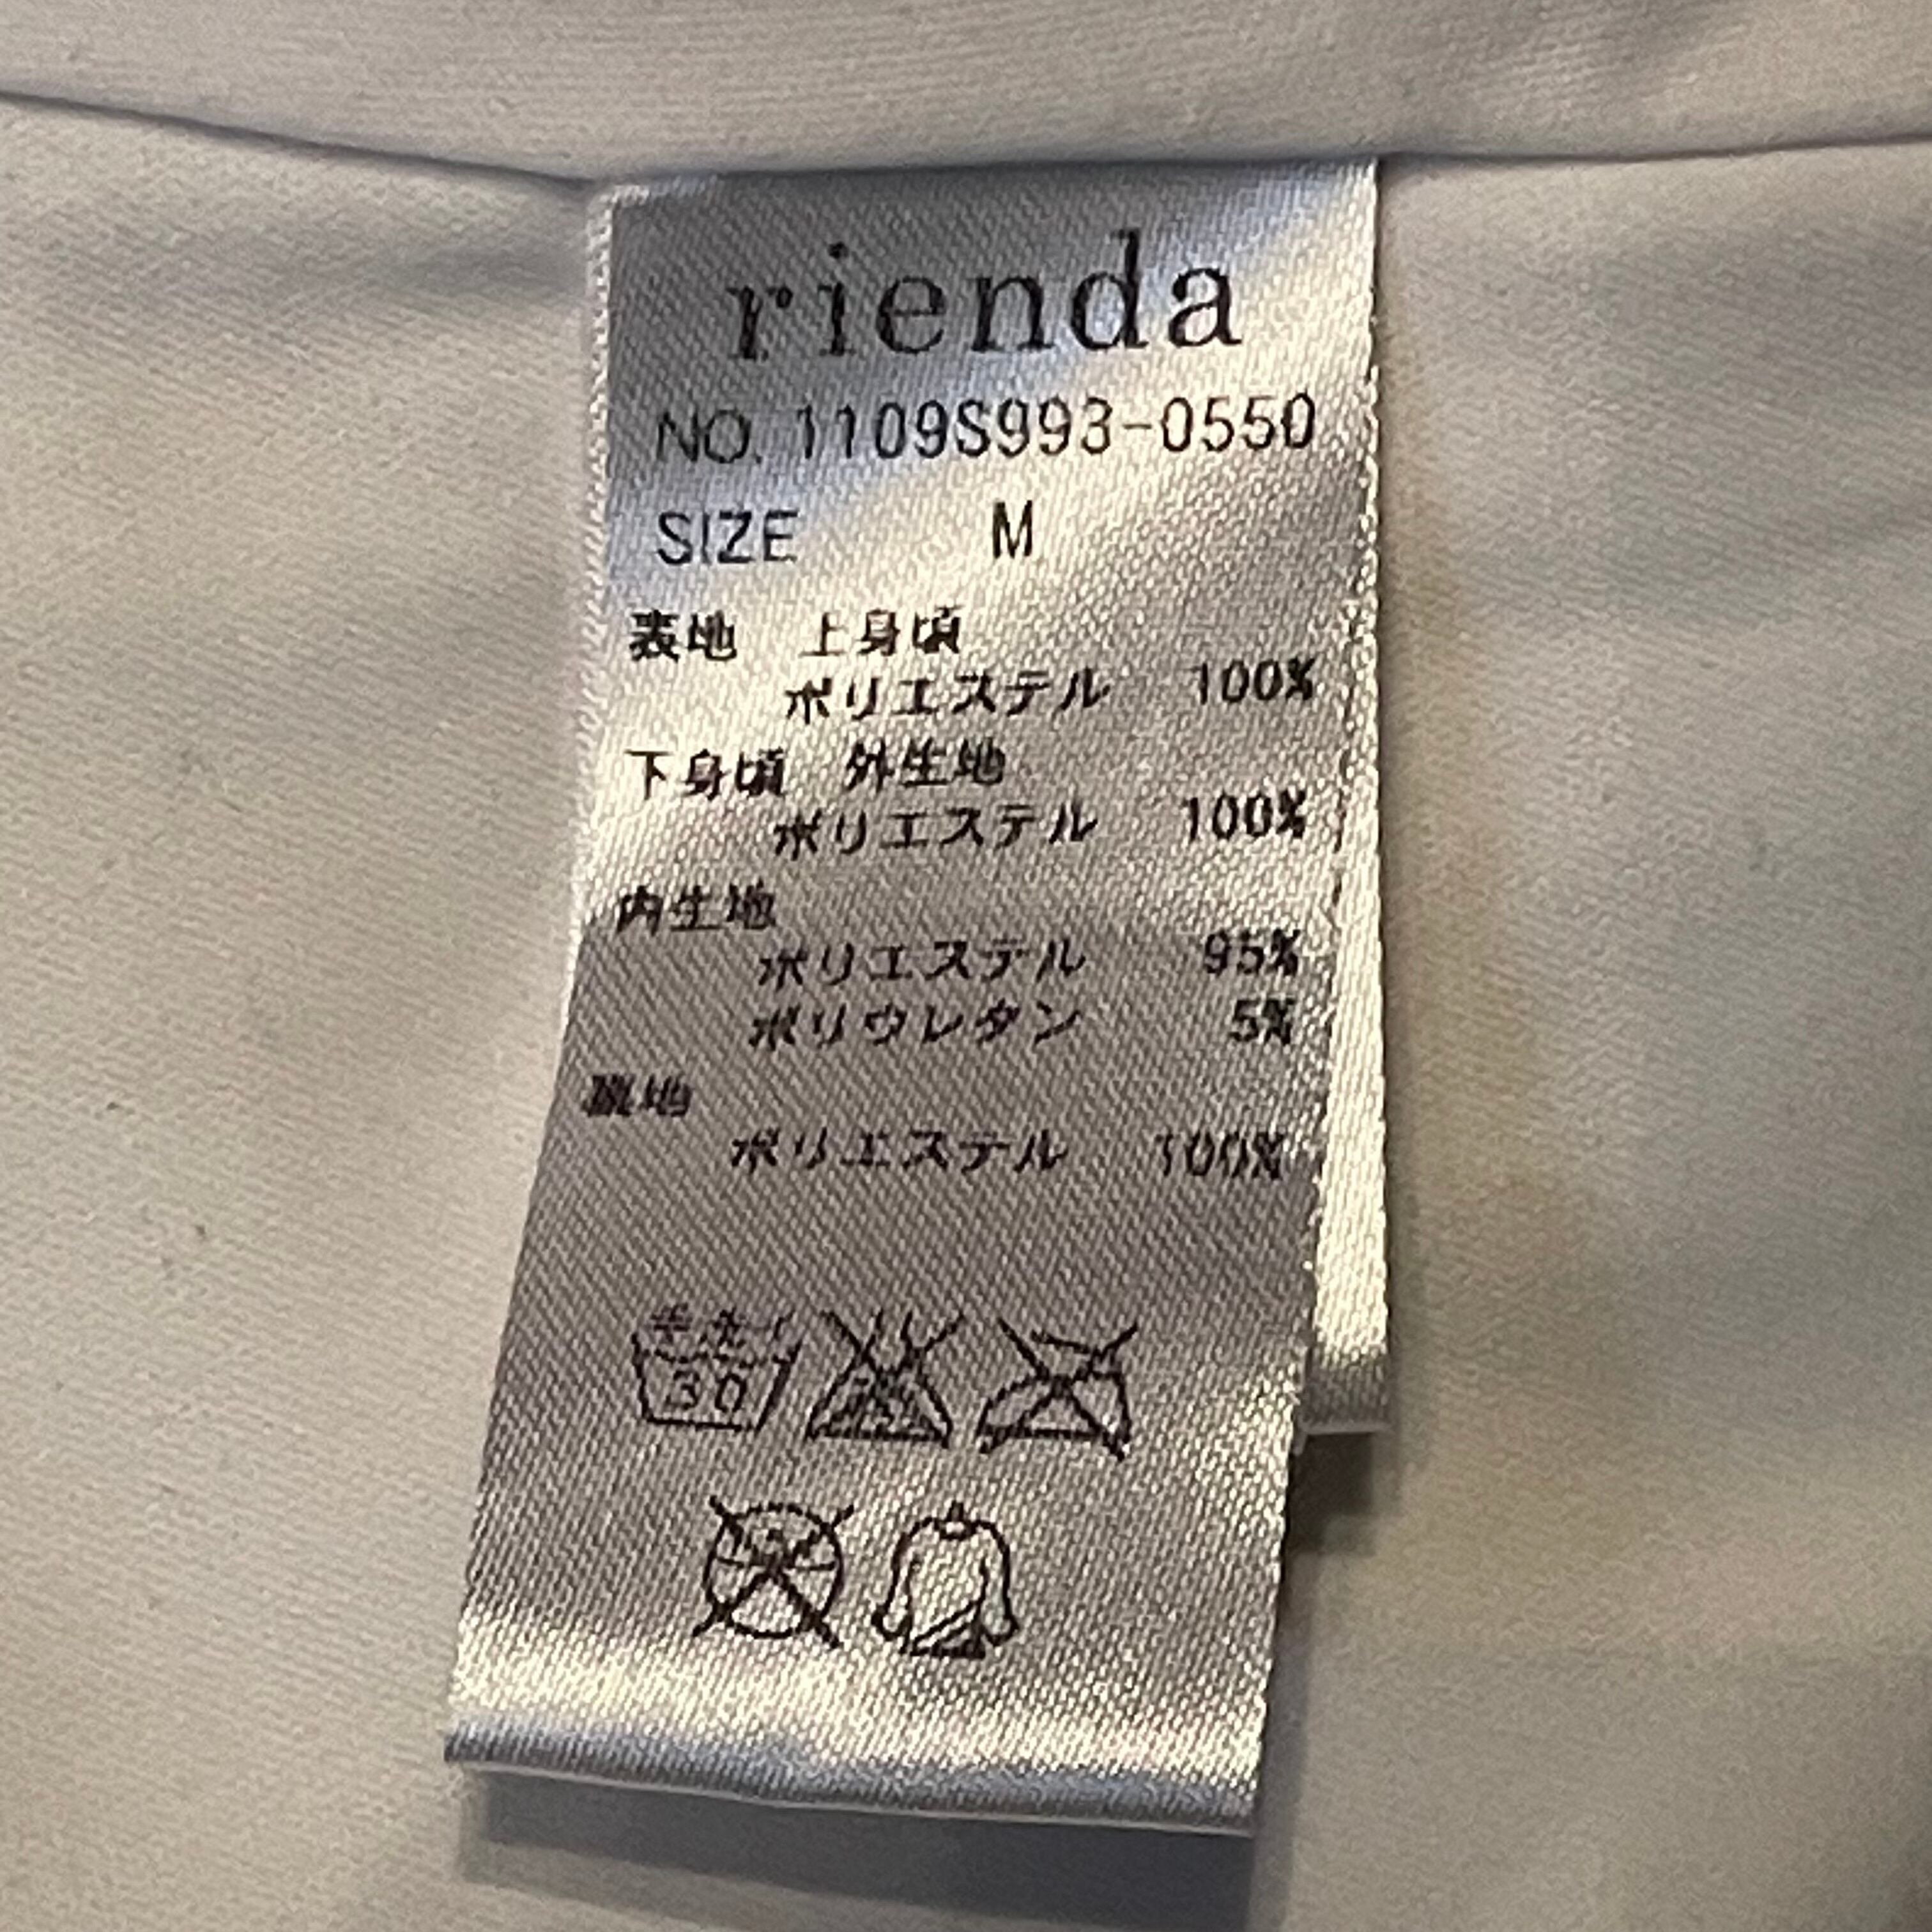 rienda
NO. 1109S993-0550
SIZE M
表地 上身頃
ポリエステル 100%
下身頃 外生地
ポリエステル 100%
内生地
ポリエステル 95%
ポリウレタン 5%
裏地
ポリエステル 100%
手洗イ
30